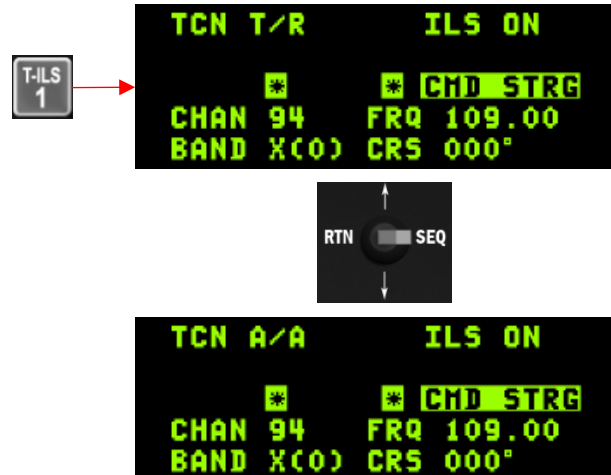 T-ILS
1
TCN T/R ILS ON
* * CMD STRG
CHAN 94 FRQ 109.00
BAND X(0) CRS 000°
RTN SEQ
TCN A/A ILS ON
* * CMD STRG
CHAN 94 FRQ 109.00
BAND X(0) CRS 000°